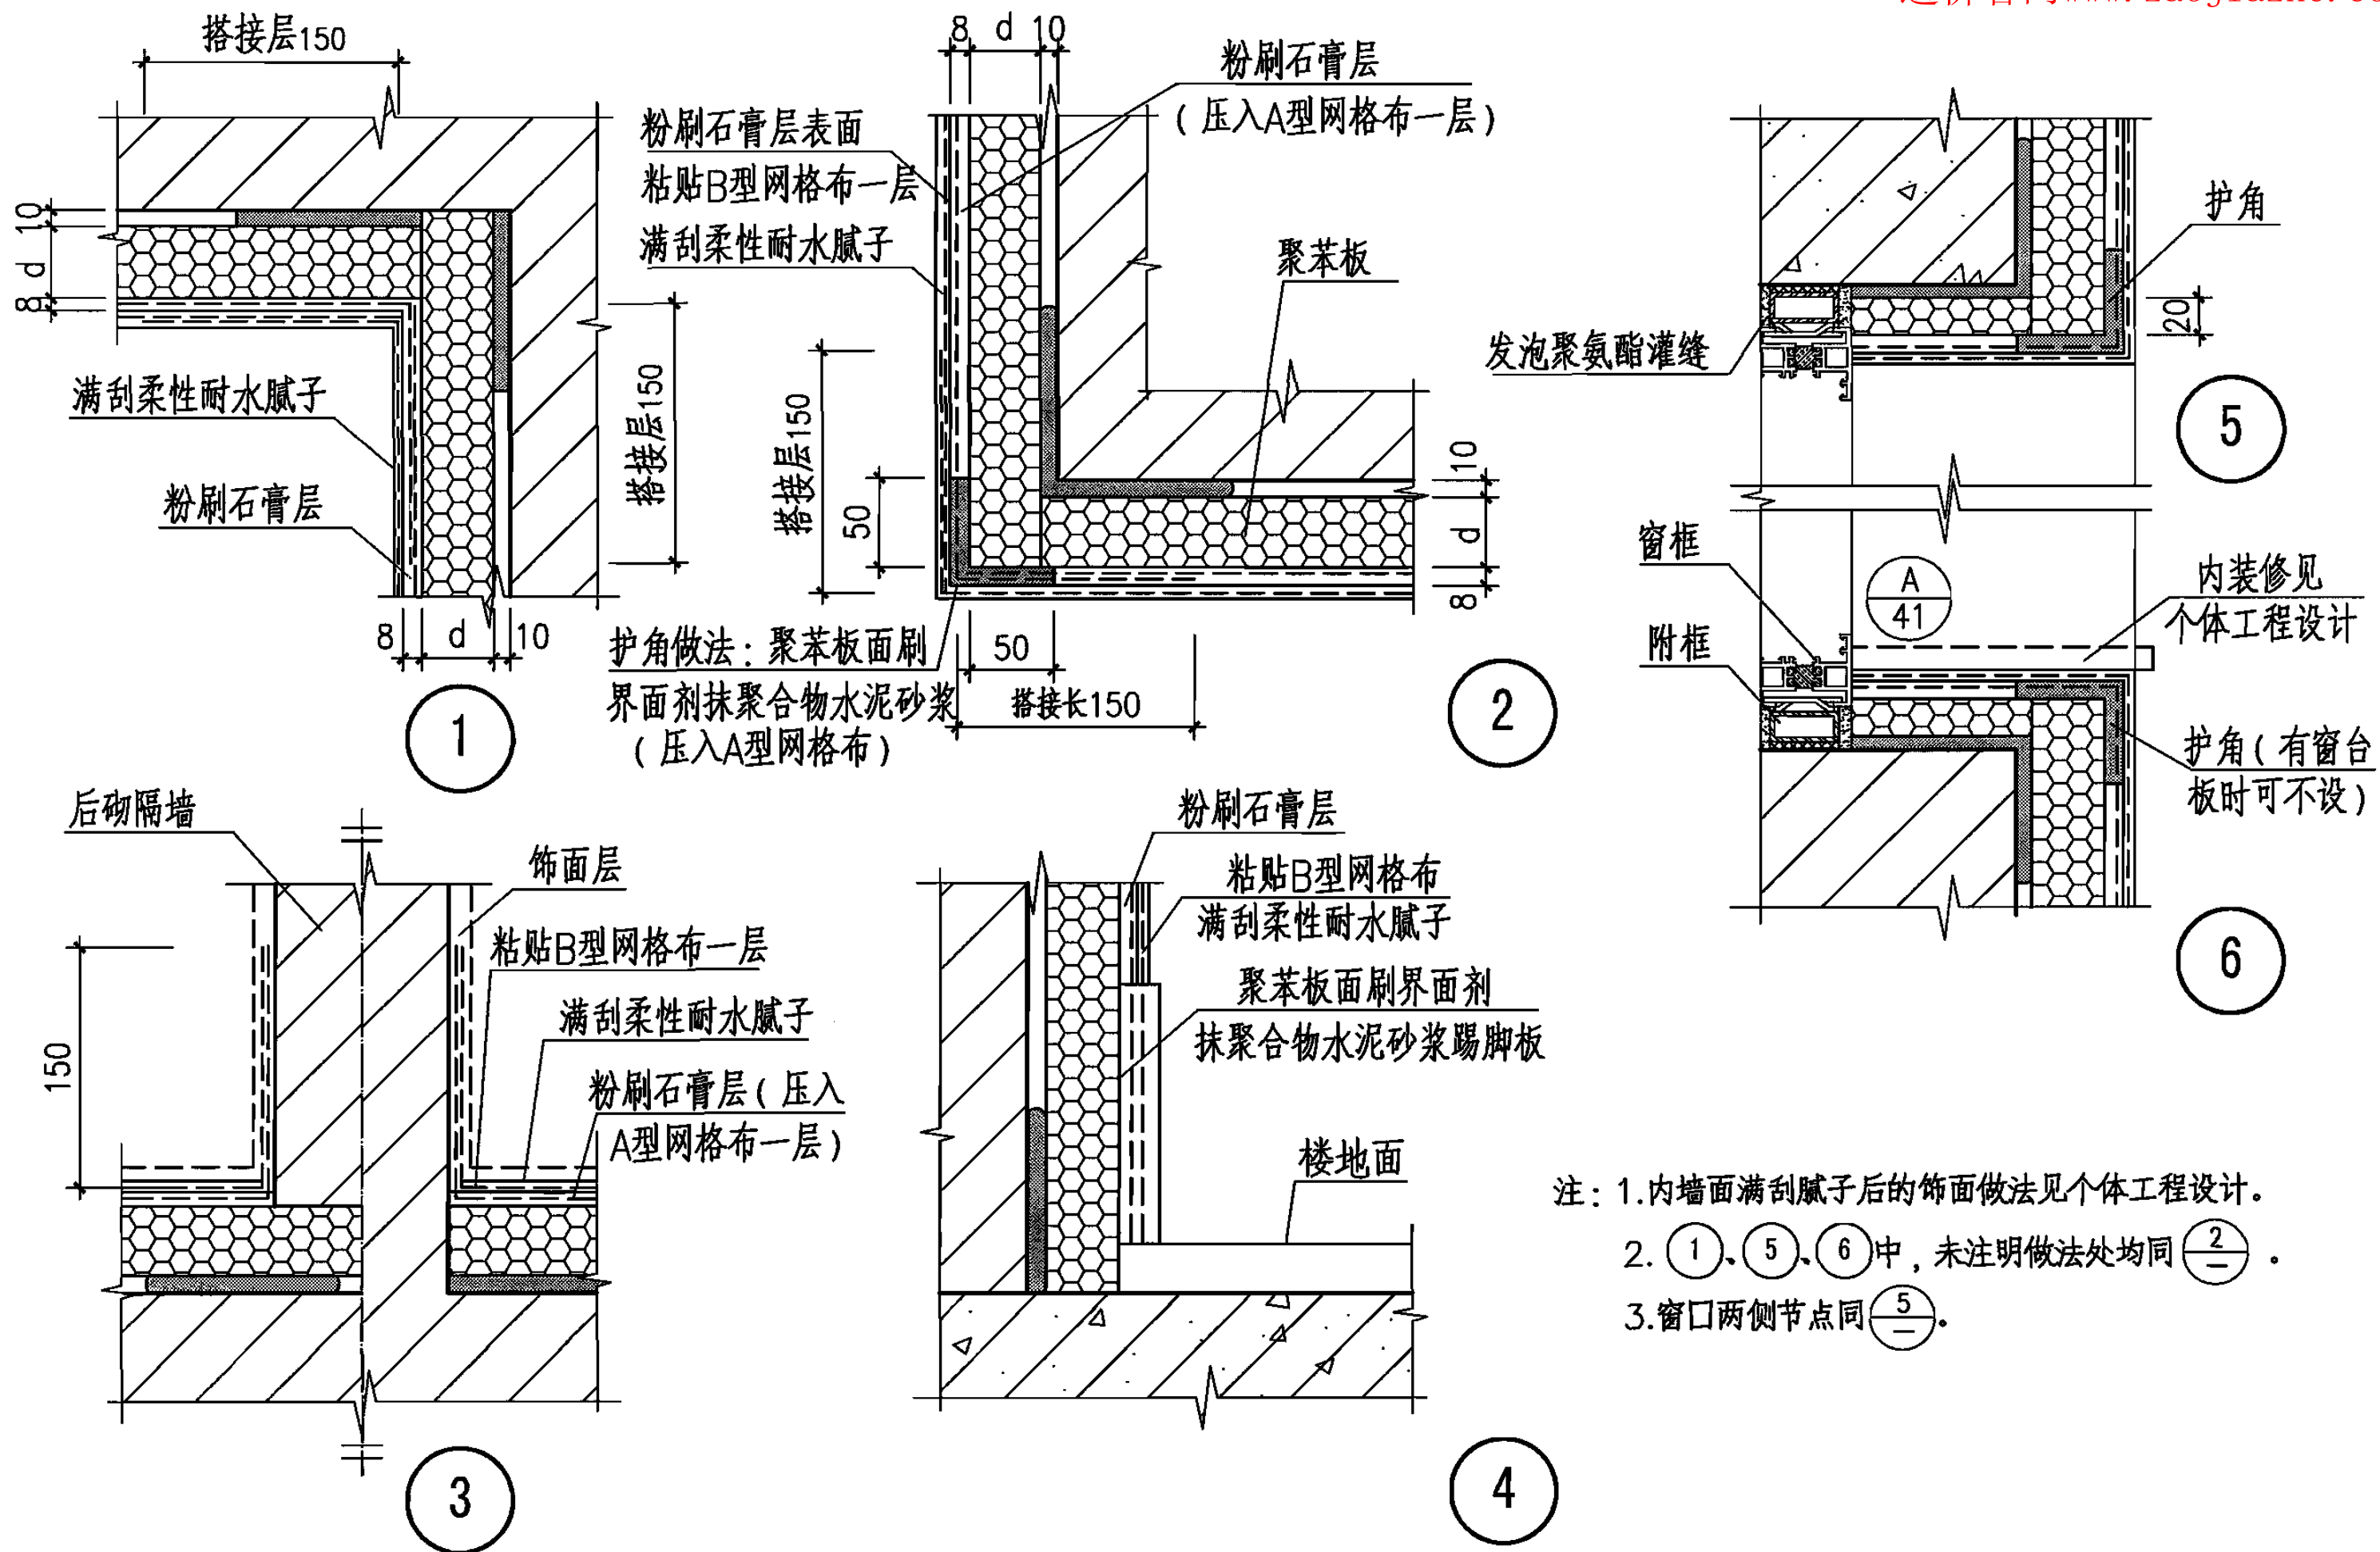 搭接层150
10
d
8
满刮柔性耐水腻子
粉刷石膏层
搭接层150
8 d 10
1
8 d 10
粉刷石膏层
（压入A型网格布一层）
粉刷石膏层表面
粘贴B型网格布一层
满刮柔性耐水腻子
聚苯板
搭接层150
50
10
d
8
护角做法：聚苯板面刷
界面剂抹聚合物水泥砂浆
（压入A型网格布）
50
搭接长150
2
护角
20
发泡聚氨酯灌缝
5
窗框
A
41
附框
内装修见
个体工程设计
护角（有窗台
板时可不设）
6
后砌隔墙
饰面层
粘贴B型网格布一层
满刮柔性耐水腻子
粉刷石膏层（压入
A型网格布一层）
150
3
粉刷石膏层
粘贴B型网格布
满刮柔性耐水腻子
聚苯板面刷界面剂
抹聚合物水泥砂浆踢脚板
楼地面
4
注：1.内墙面满刮腻子后的饰面做法见个体工程设计。
2. 1、5、6中，未注明做法处均同 2 — 。
3.窗口两侧节点同 5 — 。